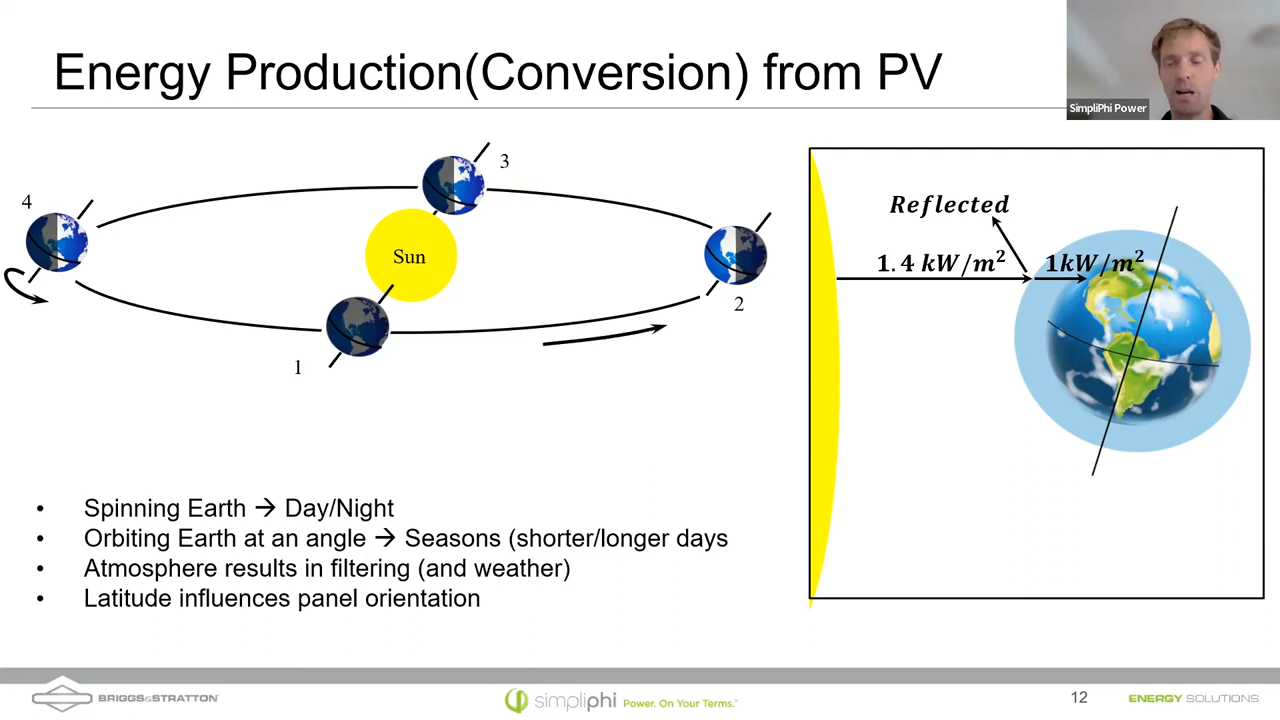 Energy Production(Conversion) from PV
SimpliPhi Power
3
4
Sun
2
1
Reflected
1.4 kW/m²
1kW/m²
• Spinning Earth → Day/Night
• Orbiting Earth at an angle → Seasons (shorter/longer days
• Atmosphere results in filtering (and weather)
• Latitude influences panel orientation
BRIGGS&STRATTON
simpliphi Power. On Your Terms.™
12
ENERGY SOLUTIONS